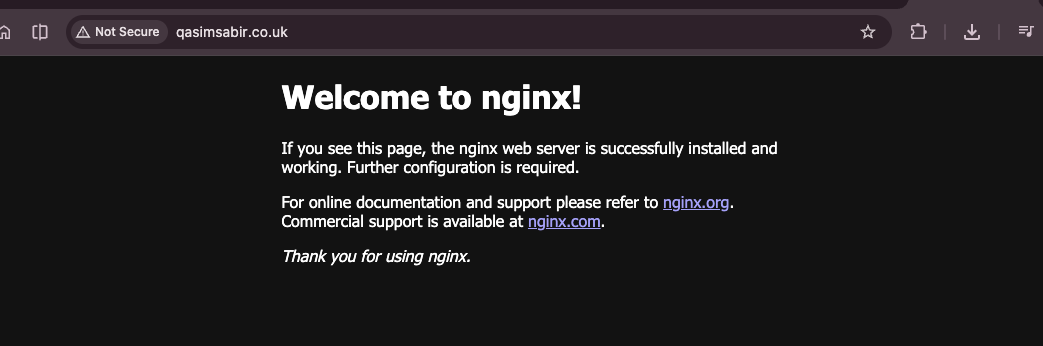 Not Secure qasimsabir.co.uk
Welcome to nginx!
If you see this page, the nginx web server is successfully installed and
working. Further configuration is required.
For online documentation and support please refer to nginx.org.
Commercial support is available at nginx.com.
Thank you for using nginx.